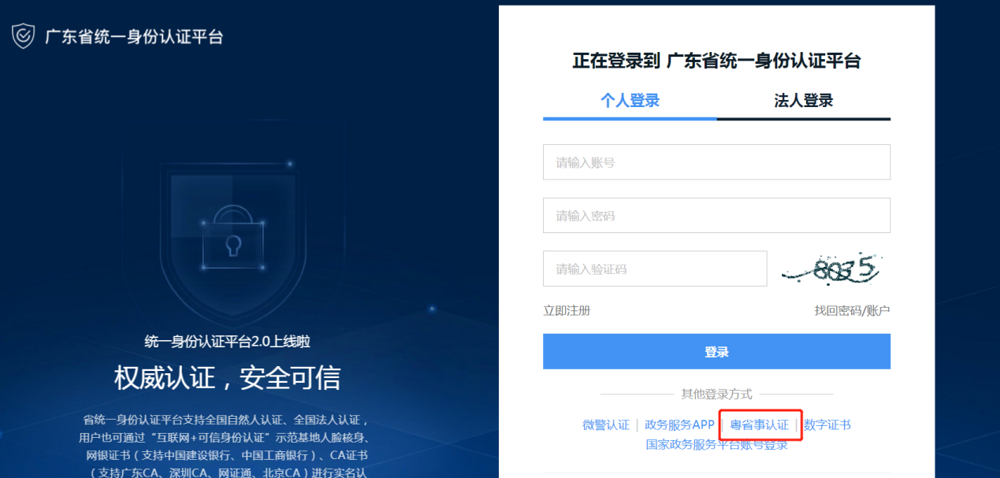 广东省统一身份认证平台
统一身份认证平台2.0上线啦
权威认证，安全可信
省统一身份认证平台支持全国自然人认证、全国法人认证，
用户也可通过“互联网+可信身份认证”示范基地人脸核身、
网银证书（支持中国建设银行、中国工商银行）、CA证书
（支持广东CA、深圳CA、网证通、北京CA）进行实名认
正在登录到 广东省统一身份认证平台
个人登录 法人登录
请输入账号
请输入密码
请输入验证码 8035
立即注册 找回密码/账户
登录
其他登录方式
微警认证 | 政务服务APP | 粤省事认证 | 数字证书
国家政务服务平台账号登录